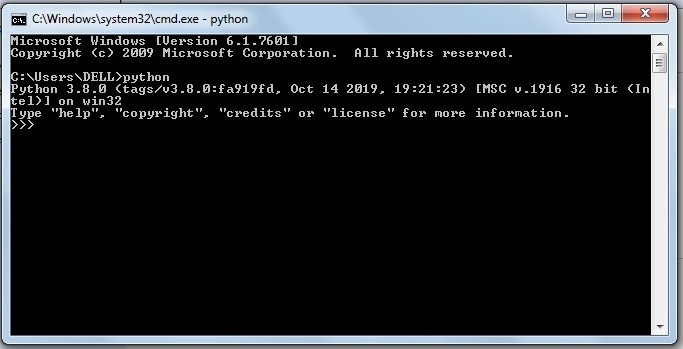 C:\Windows\system32\cmd.exe - python
Microsoft Windows [Version 6.1.7601]
Copyright (c) 2009 Microsoft Corporation.  All rights reserved.
C:\Users\DELL>python
Python 3.8.0 (tags/v3.8.0:fa919fd, Oct 14 2019, 19:21:23) [MSC v.1916 32 bit (In
tel)] on win32
Type "help", "copyright", "credits" or "license" for more information.
>>>